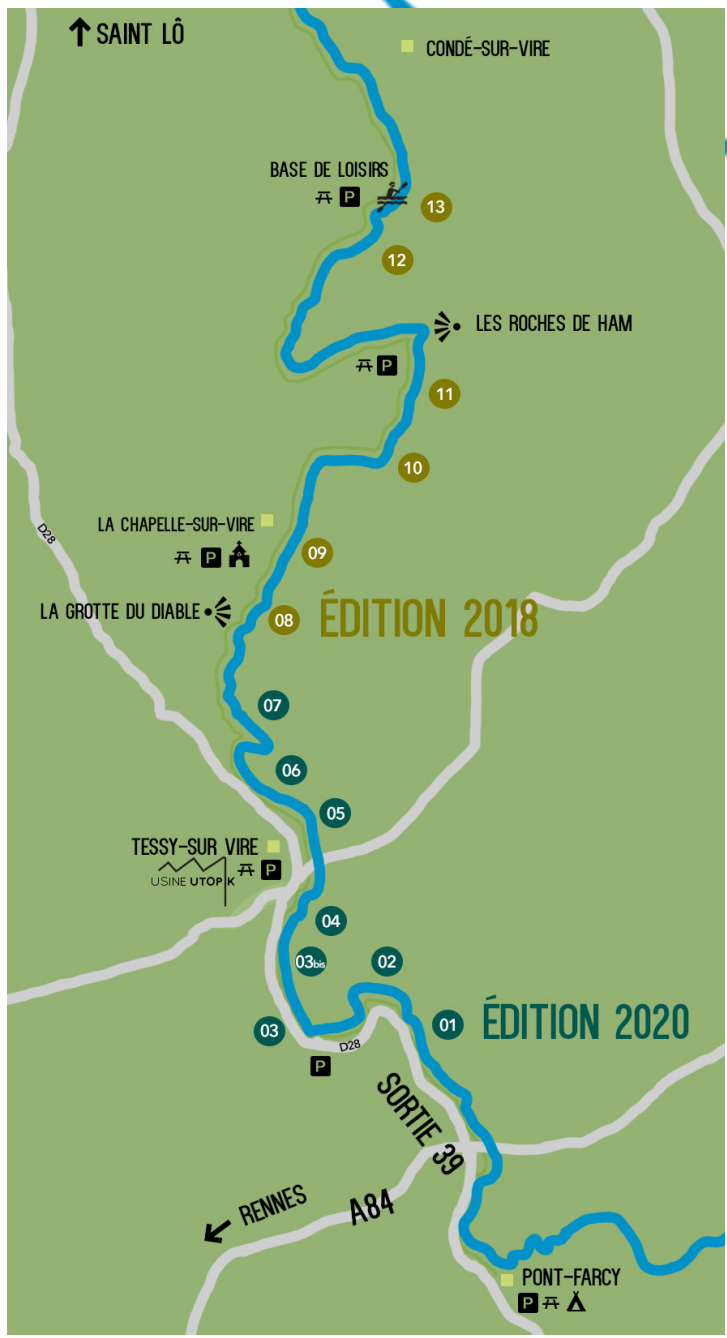 SAINT LÔ
CONDÉ-SUR-VIRE
BASE DE LOISIRS
P
13
12
LES ROCHES DE HAM
P
11
10
LA CHAPELLE-SUR-VIRE
P
D28
09
LA GROTTE DU DIABLE
08
ÉDITION 2018
07
06
05
TESSY-SUR VIRE
P
USINE UTOPIK
04
03bis
02
03
01
ÉDITION 2020
D28
P
SORTIE 39
A84
RENNES
PONT-FARCY
P